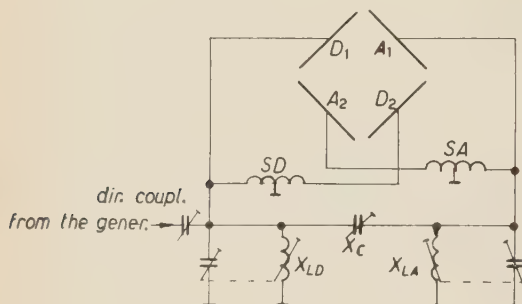 D1 A1
A2 D2
SD SA
dir. coupl.
from the gener.
XC
XLD XLA